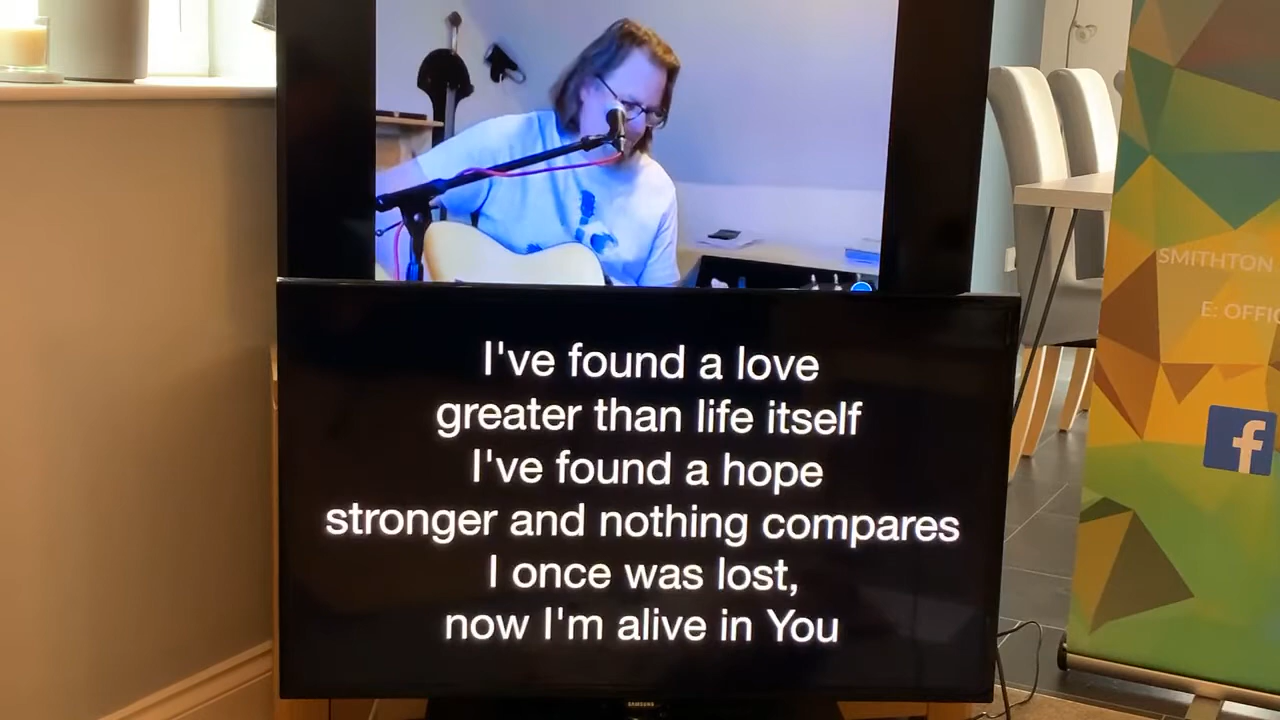 I've found a love
greater than life itself
I've found a hope
stronger and nothing compares
I once was lost,
now I'm alive in You
SAMSUNG
SMITHTON
E: OFFIC
f